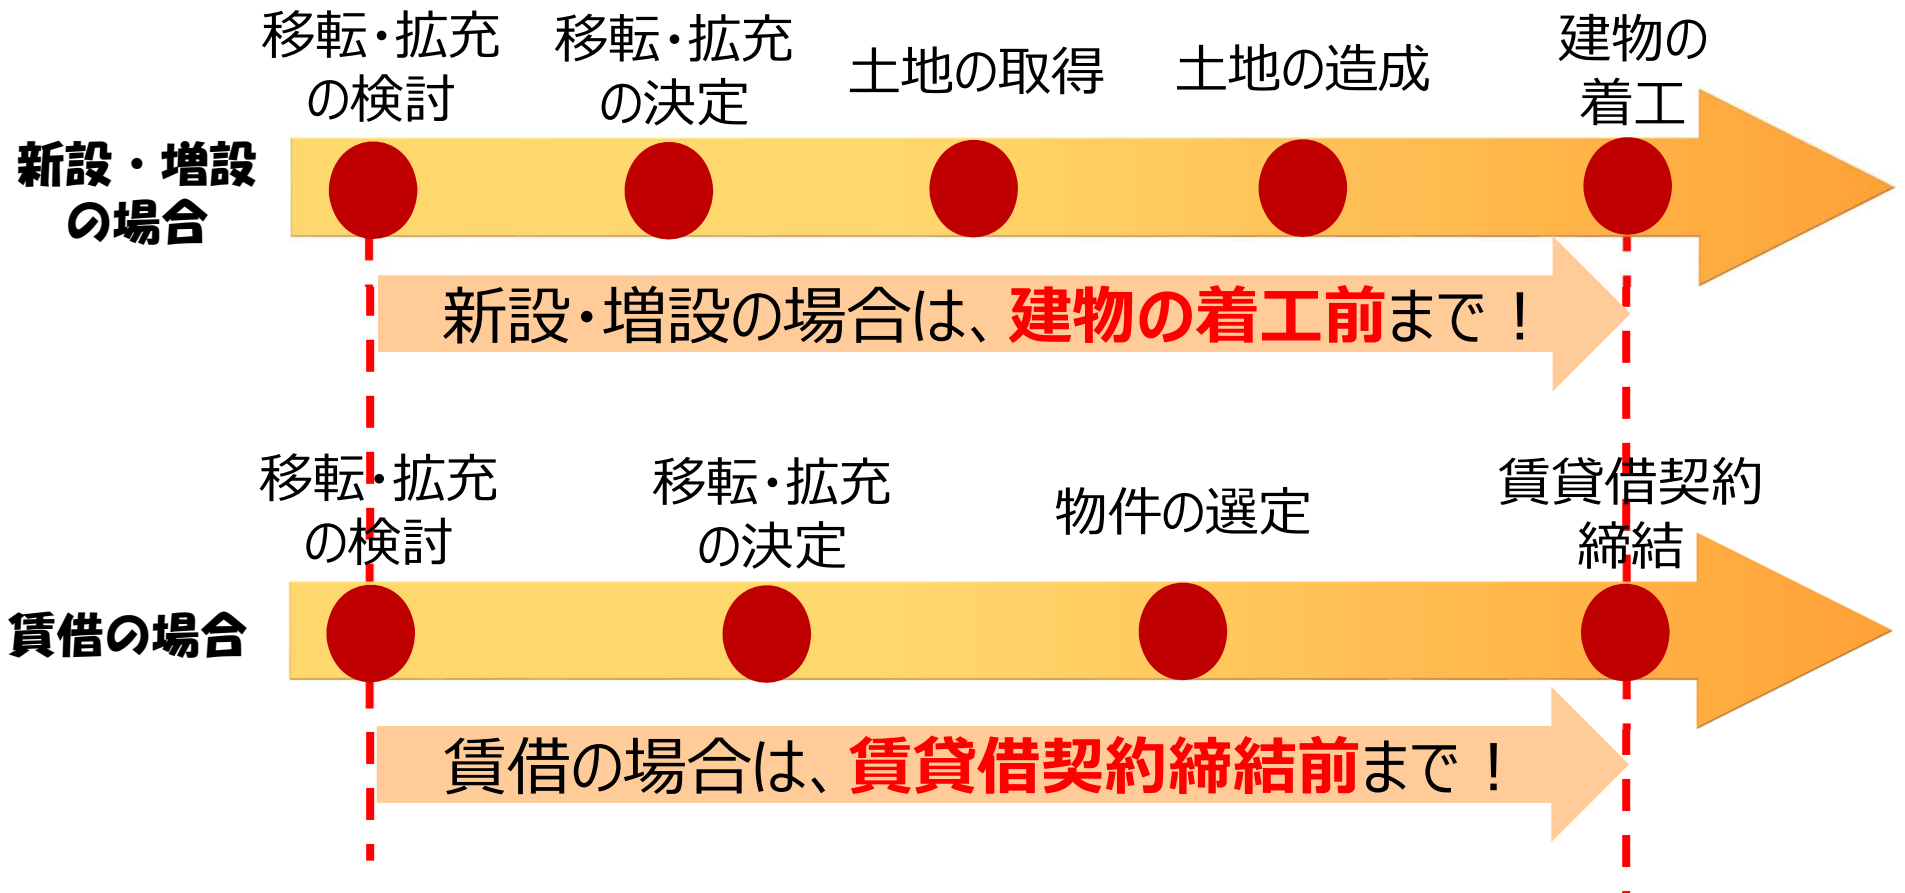 移転・拡充
の検討
移転・拡充
の決定
土地の取得
土地の造成
建物の
着工
新設・増設
の場合
新設・増設の場合は、建物の着工前まで！
移転・拡充
の検討
移転・拡充
の決定
物件の選定
賃貸借契約
締結
賃借の場合
賃借の場合は、賃貸借契約締結前まで！